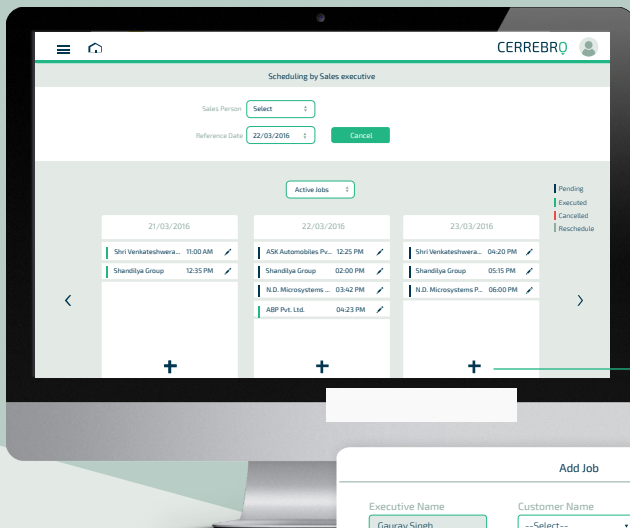 CERREBRO
Scheduling by Sales executive
Sales Person Select
Reference Date 22/03/2016 Cancel
Active Jobs
Pending
Executed
Cancelled
Reschedule
21/03/2016
Shri Venkateshwera... 11:00 AM
Shandilya Group 12:35 PM
22/03/2016
ASK Automobiles Pv... 12:25 PM
Shandilya Group 02:00 PM
N.D. Microsystems ... 03:42 PM
ABP Pvt. Ltd. 04:23 PM
23/03/2016
Shri Venkateshwera... 04:20 PM
Shandilya Group 05:15 PM
N.D. Microsystems P... 06:00 PM
Add Job
Executive Name Customer Name
Gaurav Singh --Select--